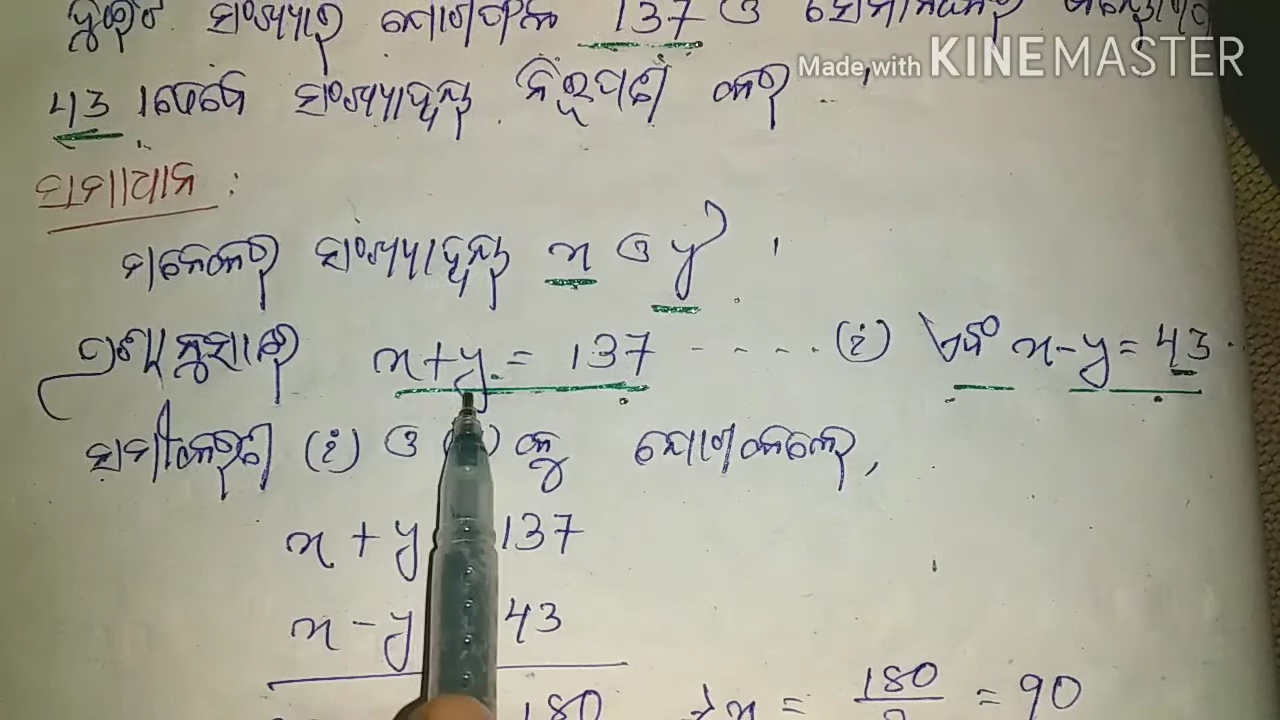 ଦୁଇଟି ସଂଖ୍ୟାର ଯୋଗଫଳ 137 ଓ ସେମାନଙ୍କର
Made with KINEMASTER
43 । ତେବେ ସଂଖ୍ୟାଦ୍ୱୟ ନିରୂପଣ କର ।
ସମାଧାନ :
ମନେକର ସଂଖ୍ୟାଦ୍ୱୟ x ଓ y ।
ପ୍ରଶ୍ନାନୁସାରେ x + y = 137 - - - - . . (i) ଏବଂ x - y = 43 . .
ସମୀକରଣ (i) ଓ କୁ ଯୋଗକଲେ,
x + y 137
x - y 43
180 x = 180 = 90